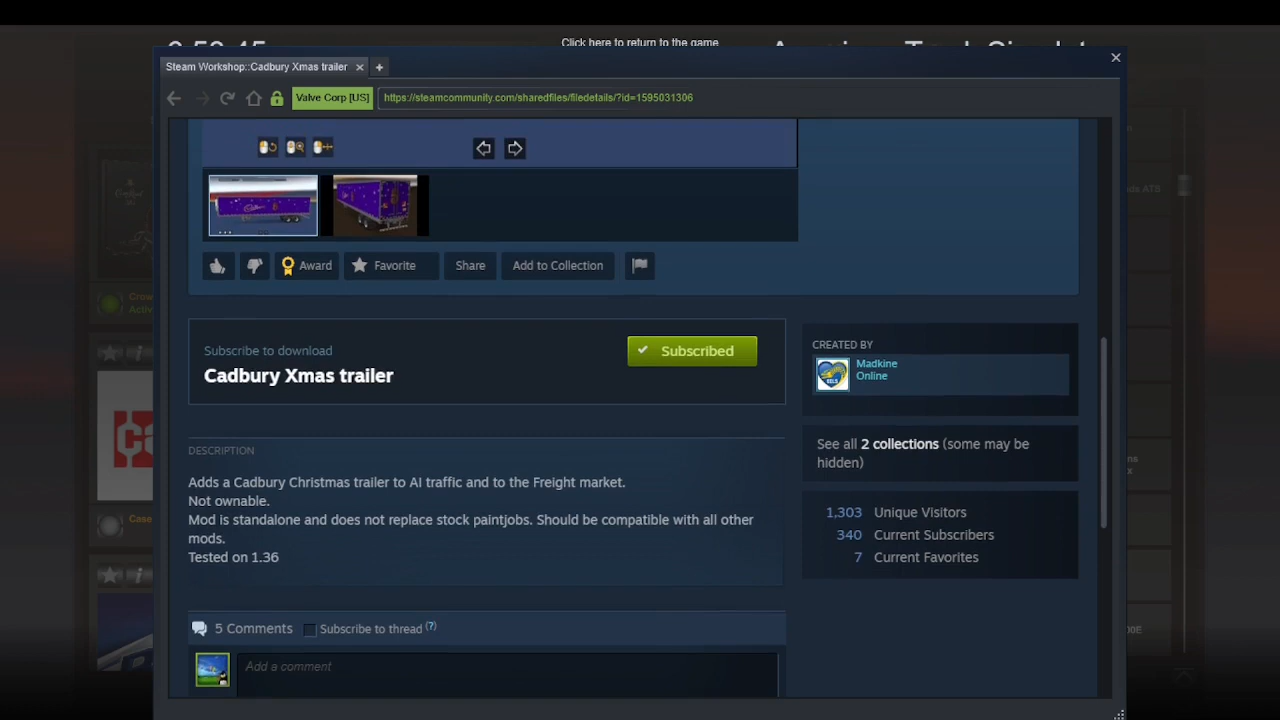 Click here to return to the game
Steam Workshop::Cadbury Xmas trailer
Valve Corp [US]
https://steamcommunity.com/sharedfiles/filedetails/?id=1595031306
Award
Favorite
Share
Add to Collection
Subscribe to download
Cadbury Xmas trailer
Subscribed
CREATED BY
Madkine
Online
See all 2 collections (some may be
hidden)
1,303 Unique Visitors
340 Current Subscribers
7 Current Favorites
DESCRIPTION
Adds a Cadbury Christmas trailer to AI traffic and to the Freight market.
Not ownable.
Mod is standalone and does not replace stock paintjobs. Should be compatible with all other
mods.
Tested on 1.36
5 Comments
Subscribe to thread (?)
Add a comment